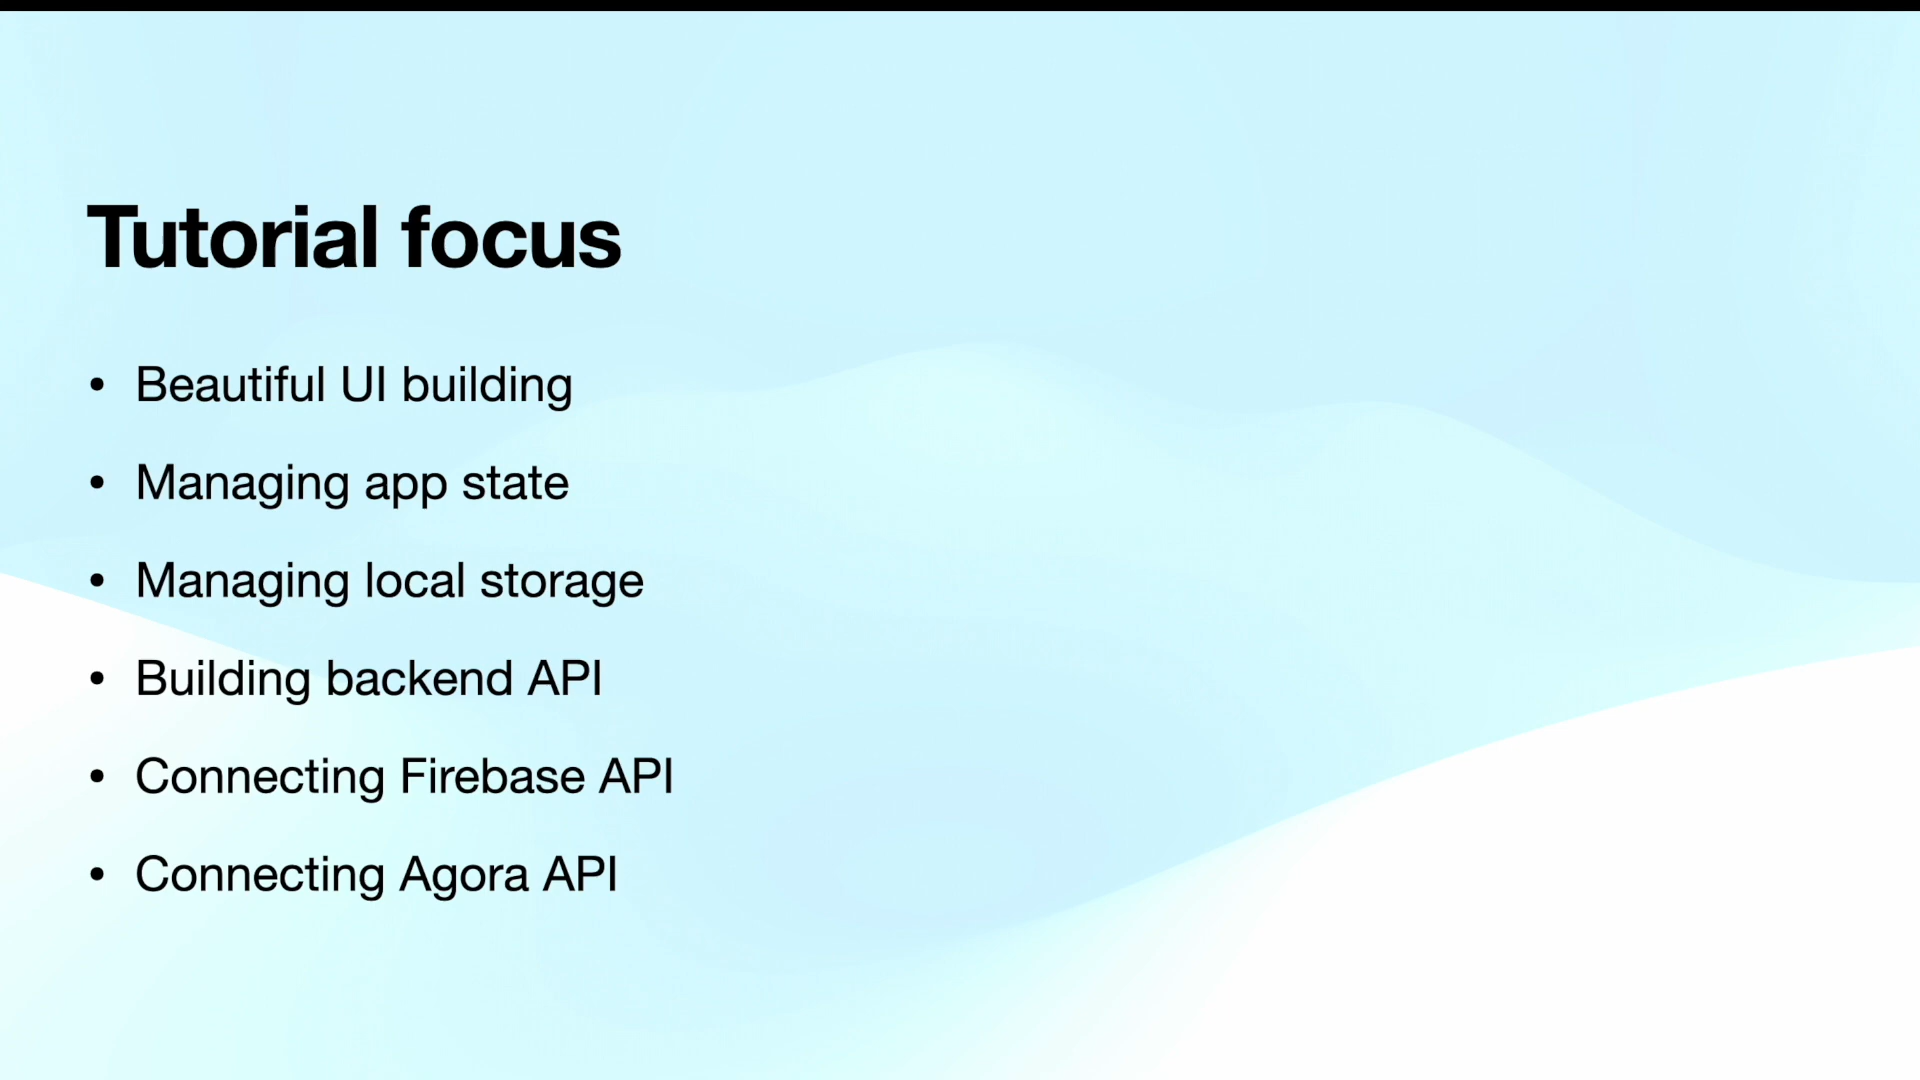 Tutorial focus
• Beautiful UI building
• Managing app state
• Managing local storage
• Building backend API
• Connecting Firebase API
• Connecting Agora API